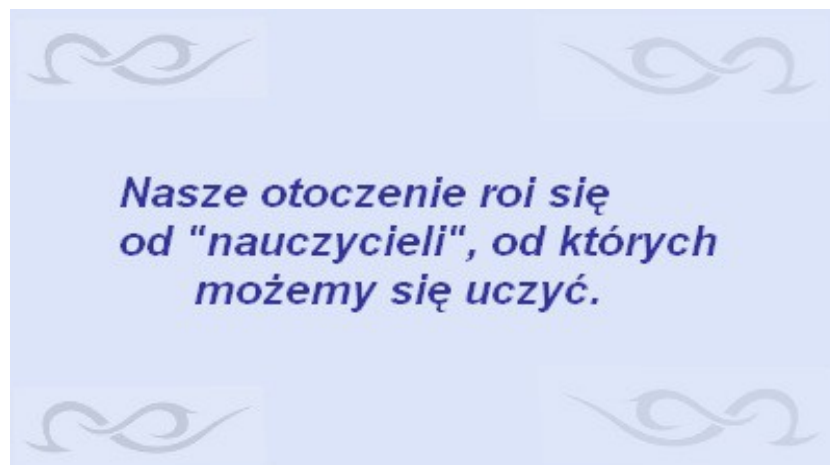 Nasze otoczenie roi się
od "nauczycieli“, od których
możemy się uczyć.